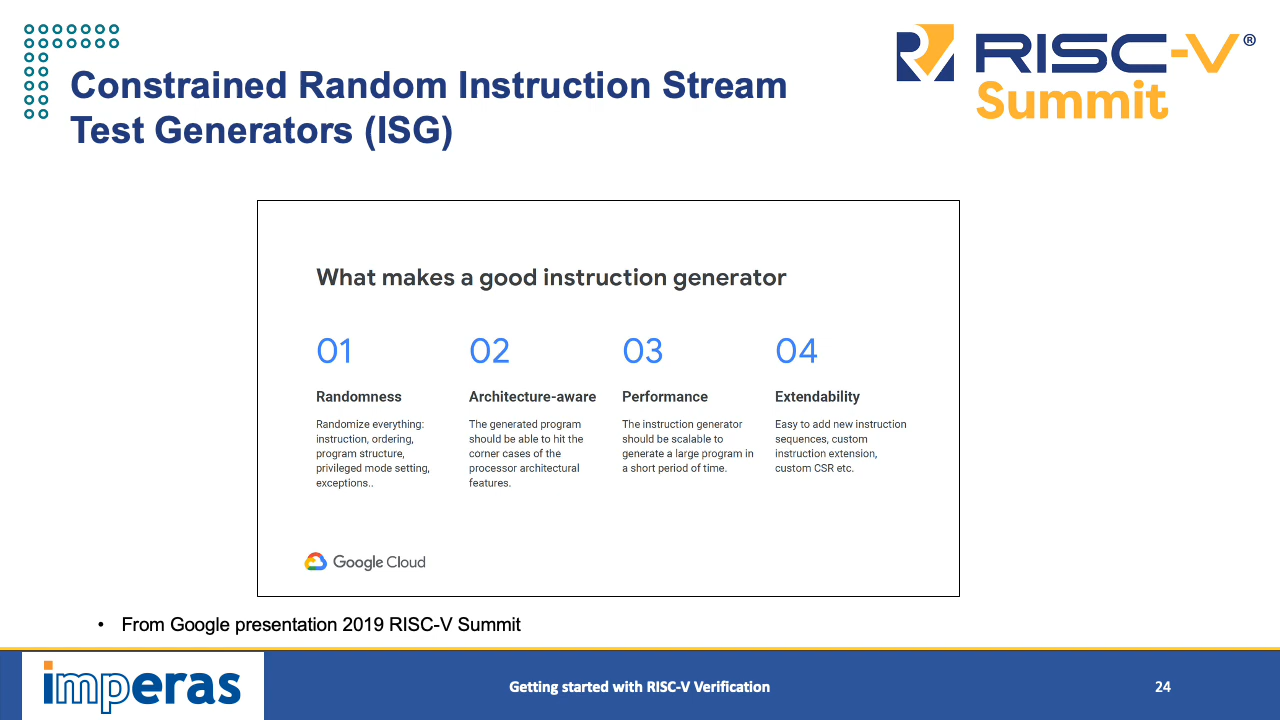 RISC-V®
Summit
Constrained Random Instruction Stream
Test Generators (ISG)
What makes a good instruction generator
01
Randomness
Randomize everything:
instruction, ordering,
program structure,
privileged mode setting,
exceptions..
02
Architecture-aware
The generated program
should be able to hit the
corner cases of the
processor architectural
features.
03
Performance
The instruction generator
should be scalable to
generate a large program in
a short period of time.
04
Extendability
Easy to add new instruction
sequences, custom
instruction extension,
custom CSR etc.
Google Cloud
• From Google presentation 2019 RISC-V Summit
imperas
Getting started with RISC-V Verification
24